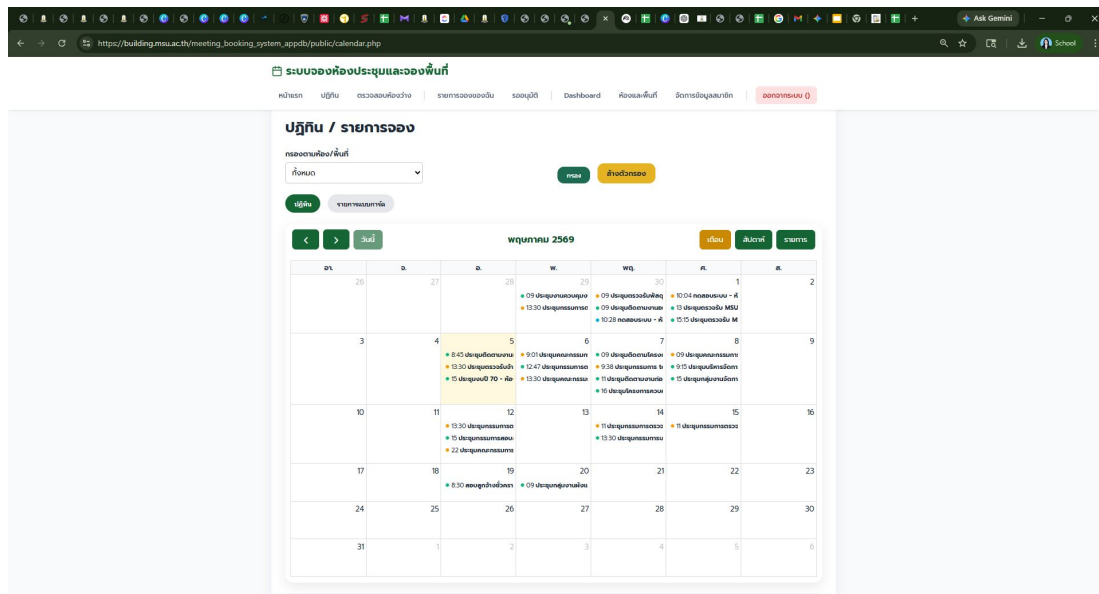 Ask Gemini
https://building.msu.ac.th/meeting_booking_system_appdb/public/calendar.php
School
ระบบจองห้องประชุมและจองพื้นที่
หน้าแรก ปฏิทิน ตรวจสอบห้องว่าง รายการจองของฉัน รออนุมัติ Dashboard ห้องและพื้นที่ จัดการข้อมูลสมาชิก ออกจากระบบ ()
ปฏิทิน / รายการจอง
กรองตามห้อง/พื้นที่
ทั้งหมด กรอง ล้างตัวกรอง
ปฏิทิน รายการแบบการ์ด
วันนี้ พฤษภาคม 2569 เดือน สัปดาห์ รายการ
อา. จ. อ. พ. พฤ. ศ. ส.
26 27 28 29 30 1 2
09 ประชุมงานควบคุมง 09 ประชุมตรวจรับพัสดุ 10:04 ทดสอบระบบ - ห้
13:30 ประชุมกรรมการต 09 ประชุมติดตามงานอ 13 ประชุมตรวจรับ MSU
10:28 ทดสอบระบบ - ห้ 15:15 ประชุมตรวจรับ M
3 4 5 6 7 8 9
8:45 ประชุมติดตามงาน 9:01 ประชุมคณะกรรมก 09 ประชุมติดตามโครง 09 ประชุมคณะกรรมกา
13:30 ประชุมตรวจรับจ้า 12:47 ประชุมกรรมการต 9:38 ประชุมกรรมการ 9:15 ประชุมบริหารจัดกา
15 ประชุมงบปี 70 - ห้อ 13:30 ประชุมคณะกรรม 11 ประชุมติดตามงานก่อ 15 ประชุมกลุ่มงานจัดกา
16 ประชุมโครงการควบ
10 11 12 13 14 15 16
13:30 ประชุมกรรมการต 11 ประชุมกรรมการตรวจ 11 ประชุมกรรมการตรวจ
15 ประชุมกรรมการสอบ 13:30 ประชุมกรรมการ
22 ประชุมคณะกรรมกา
17 18 19 20 21 22 23
8:30 สอบลูกจ้างชั่วครา 09 ประชุมกลุ่มงานผังแ
24 25 26 27 28 29 30
31 1 2 3 4 5 6